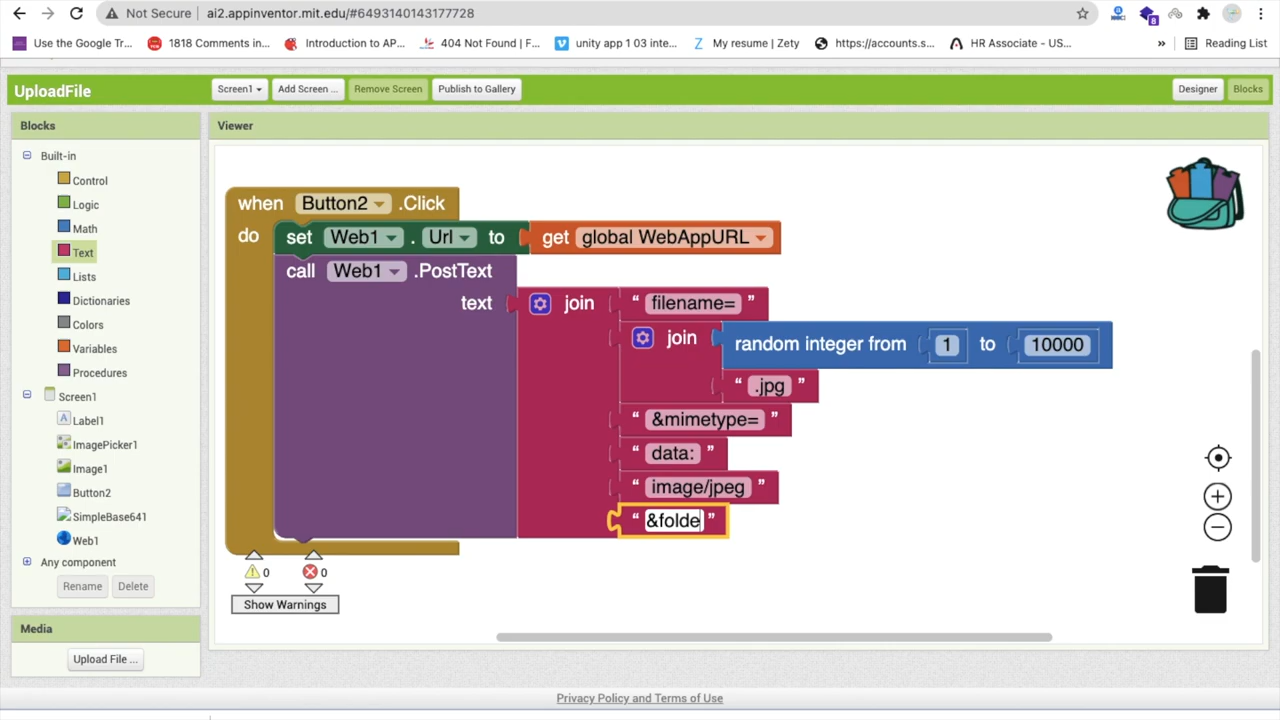 Not Secure | ai2.appinventor.mit.edu/#6493140143177728
8
Use the Google Tr... 1818 Comments in... Introduction to AP... 404 Not Found | F... unity app 1 03 inte... Z My resume | Zety https://accounts.s... HR Associate - US... » Reading List
UploadFile Screen1 Add Screen ... Remove Screen Publish to Gallery Designer Blocks
Blocks Viewer
Built-in
Control
Logic
Math
Text
Lists
Dictionaries
Colors
Variables
Procedures
Screen1
A Label1
ImagePicker1
Image1
Button2
SimpleBase641
Web1
Any component
Rename Delete
Media
Upload File ...
when Button2 .Click
do set Web1 . Url to get global WebAppURL
call Web1 .PostText
text join “ filename= ”
join random integer from 1 to 10000
“ .jpg ”
“ &mimetype= ”
“ data: ”
“ image/jpeg ”
“ &folde ”
0 0
Show Warnings
Privacy Policy and Terms of Use